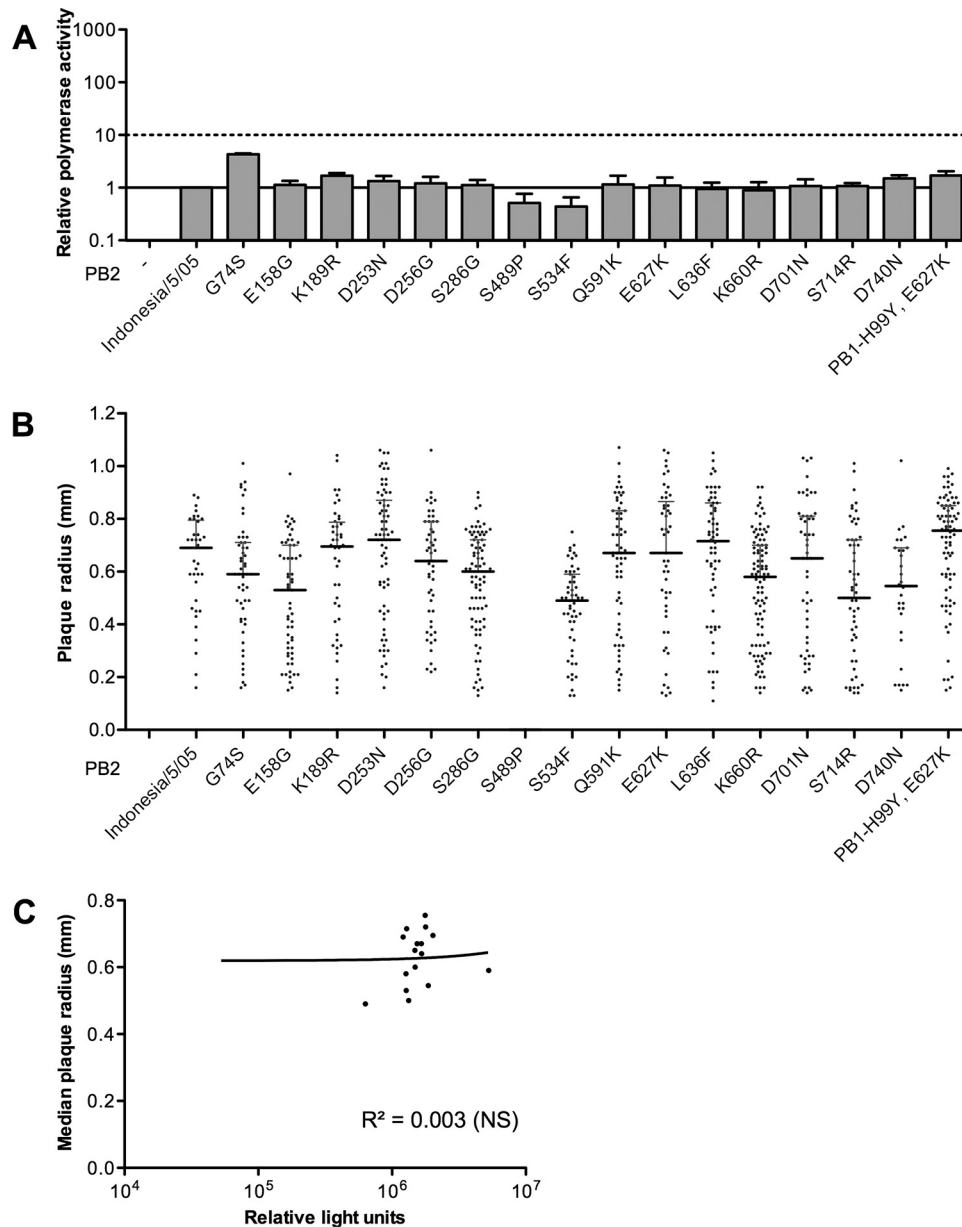 A
Relative polymerase activity
1000
100
10
1
0.1
PB2
-
Indonesia/5/05
G74S
E158G
K189R
D253N
D256G
S286G
S489P
S534F
Q591K
E627K
L636F
K660R
D701N
S714R
D740N
PB1-H99Y, E627K
B
Plaque radius (mm)
1.2
1.0
0.8
0.6
0.4
0.2
0.0
PB2
Indonesia/5/05
G74S
E158G
K189R
D253N
D256G
S286G
S489P
S534F
Q591K
E627K
L636F
K660R
D701N
S714R
D740N
PB1-H99Y, E627K
C
Median plaque radius (mm)
0.8
0.6
0.4
0.2
0.0
R² = 0.003 (NS)
10⁴ 10⁵ 10⁶ 10⁷
Relative light units